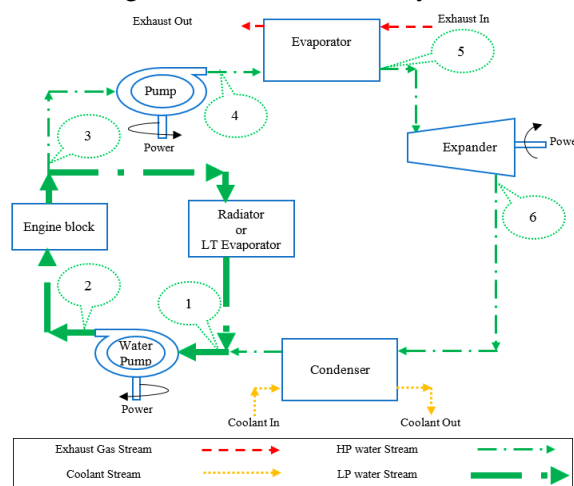 Exhaust Out
Exhaust In
Evaporator
5
Pump
4
3
Power
Expander
Powe
6
Engine block
Radiator
or
LT Evaporator
2
1
Water
Pump
Condenser
Power
Coolant In
Coolant Out
Exhaust Gas Stream
HP water Stream
Coolant Stream
LP water Stream